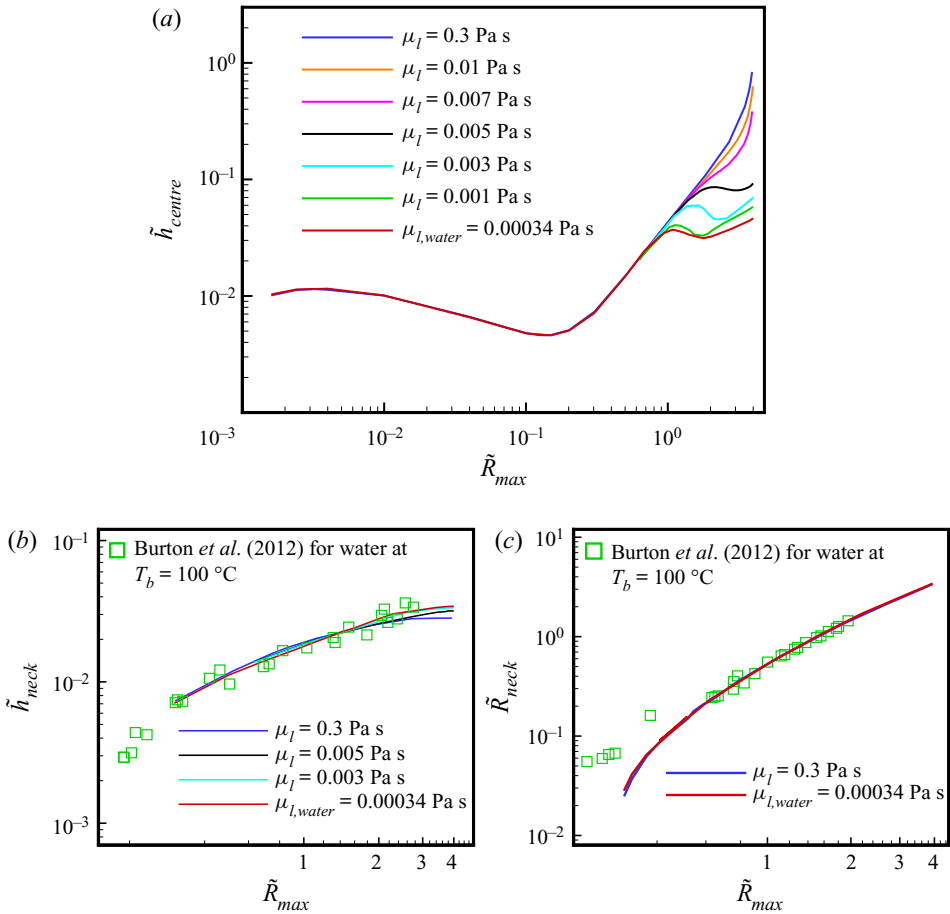 (a)
μl = 0.3 Pa s
μl = 0.01 Pa s
μl = 0.007 Pa s
μl = 0.005 Pa s
μl = 0.003 Pa s
μl = 0.001 Pa s
μl,water = 0.00034 Pa s
10^0
10^-1
10^-2
h̃centre
10^-3 10^-2 10^-1 10^0
R̃max
(b)
Burton et al. (2012) for water at
Tb = 100 °C
10^-1
10^-2
10^-3
h̃neck
μl = 0.3 Pa s
μl = 0.005 Pa s
μl = 0.003 Pa s
μl,water = 0.00034 Pa s
1 2 3 4
R̃max
(c)
Burton et al. (2012) for water at
Tb = 100 °C
10^1
10^0
10^-1
10^-2
R̃neck
μl = 0.3 Pa s
μl,water = 0.00034 Pa s
1 2 3 4
R̃max